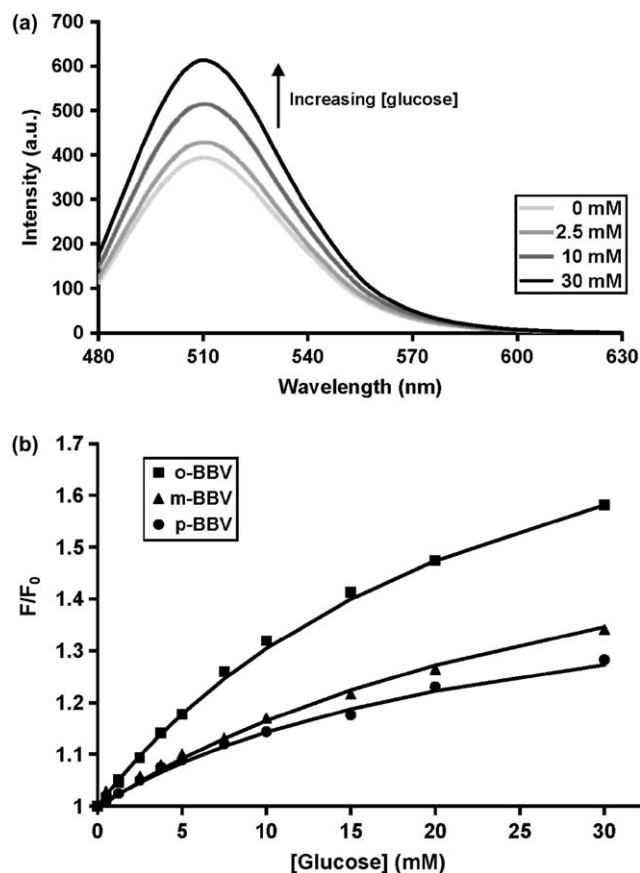 (a)
700
600
500
400
300
200
100
0
Intensity (a.u.)
Increasing [glucose]
0 mM
2.5 mM
10 mM
30 mM
480 510 540 570 600 630
Wavelength (nm)
(b)
1.7
1.6
1.5
1.4
1.3
1.2
1.1
1
F/F0
o-BBV
m-BBV
p-BBV
0 5 10 15 20 25 30
[Glucose] (mM)